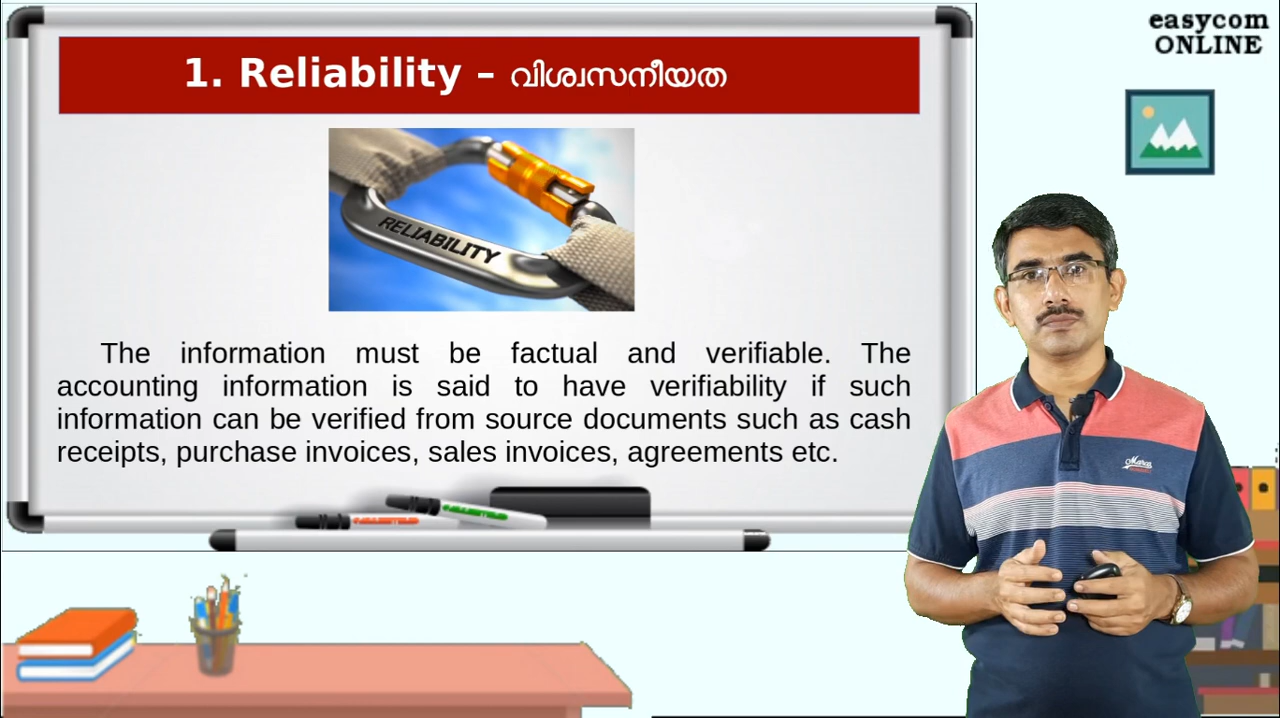 easycom
ONLINE
1. Reliability – വിശ്വസനീയത
RELIABILITY
The information must be factual and verifiable. The
accounting information is said to have verifiability if such
information can be verified from source documents such as cash
receipts, purchase invoices, sales invoices, agreements etc.